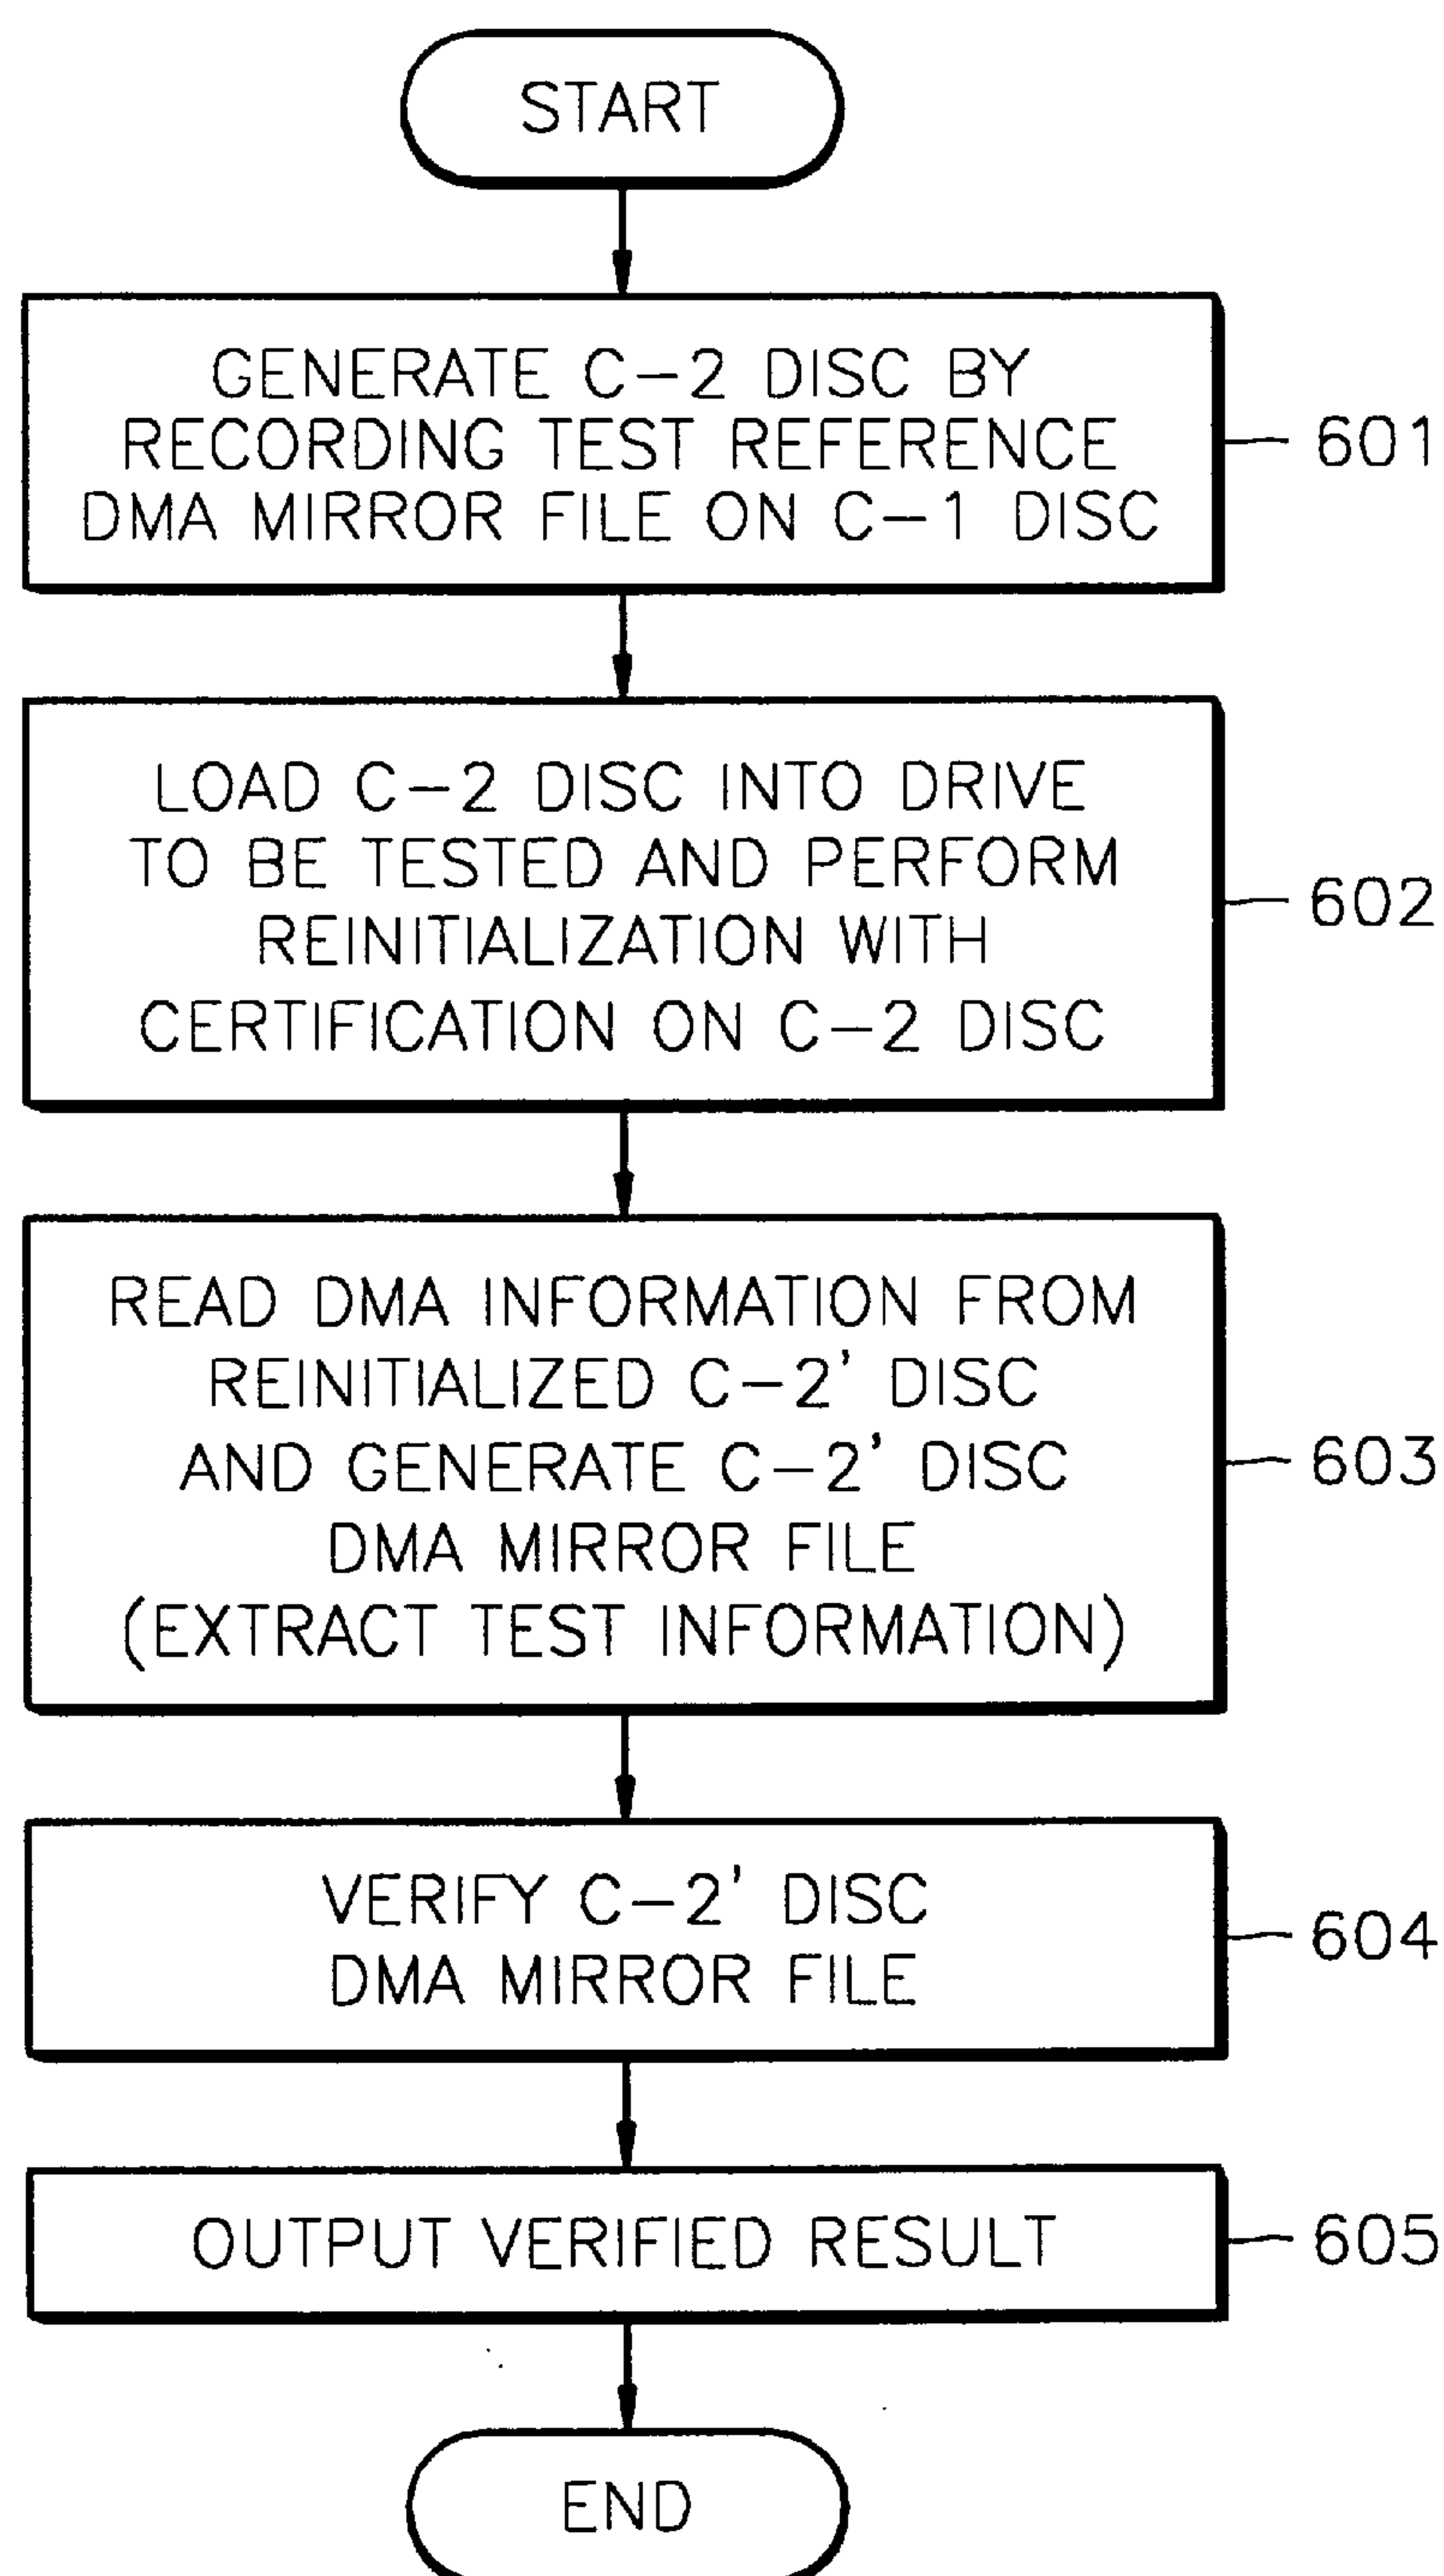 START
GENERATE C-2 DISC BY
RECORDING TEST REFERENCE
DMA MIRROR FILE ON C-1 DISC
601
LOAD C-2 DISC INTO DRIVE
TO BE TESTED AND PERFORM
REINITIALIZATION WITH
CERTIFICATION ON C-2 DISC
602
READ DMA INFORMATION FROM
REINITIALIZED C-2' DISC
AND GENERATE C-2' DISC
DMA MIRROR FILE
(EXTRACT TEST INFORMATION)
603
VERIFY C-2' DISC
DMA MIRROR FILE
604
OUTPUT VERIFIED RESULT
605
END